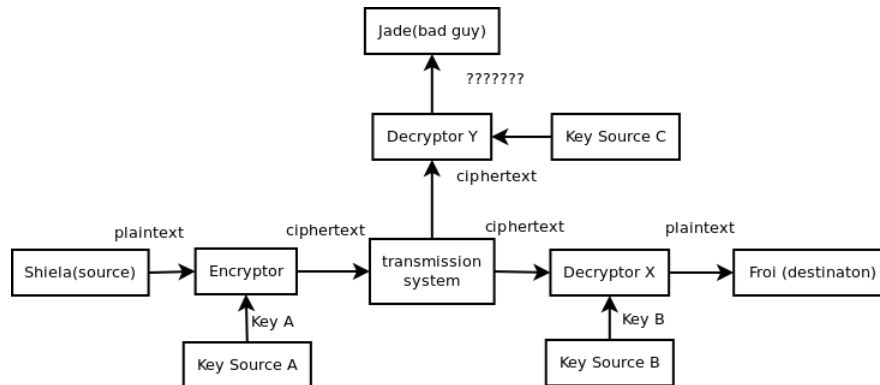 Jade(bad guy)
???????
Decryptor Y
Key Source C
ciphertext
plaintext
ciphertext
ciphertext
plaintext
Shiela(source)
Encryptor
transmission
system
Decryptor X
Froi (destinaton)
Key A
Key B
Key Source A
Key Source B